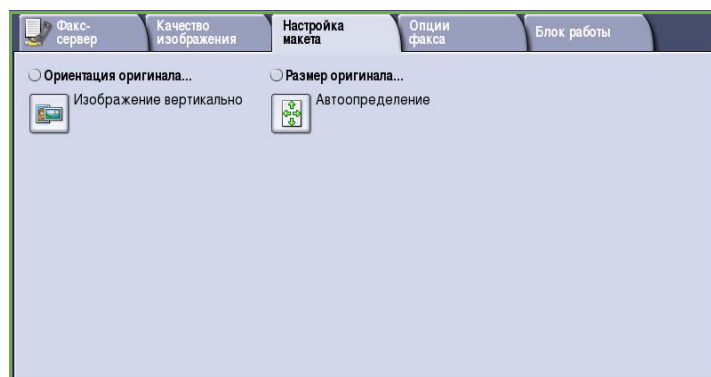 Факс-
сервер
Качество
изображения
Настройка
макета
Опции
факса
Блок работы
Ориентация оригинала...
Размер оригинала...
Изображение вертикально
Автоопределение